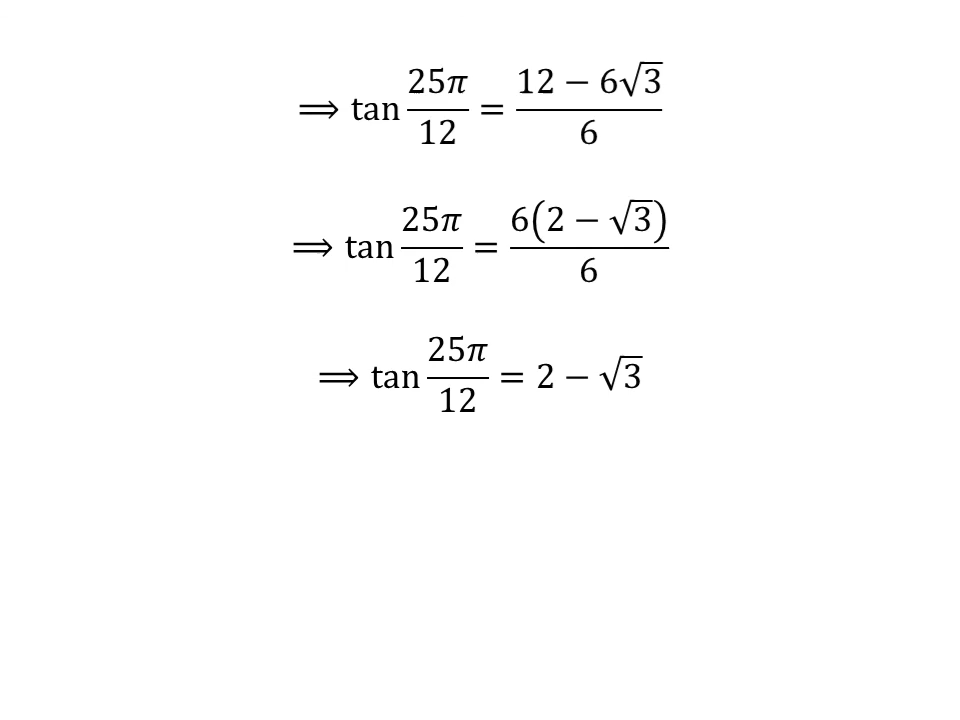 ⟹ tan 25π/12 = (12 − 6√3)/6
⟹ tan 25π/12 = 6(2 − √3)/6
⟹ tan 25π/12 = 2 − √3